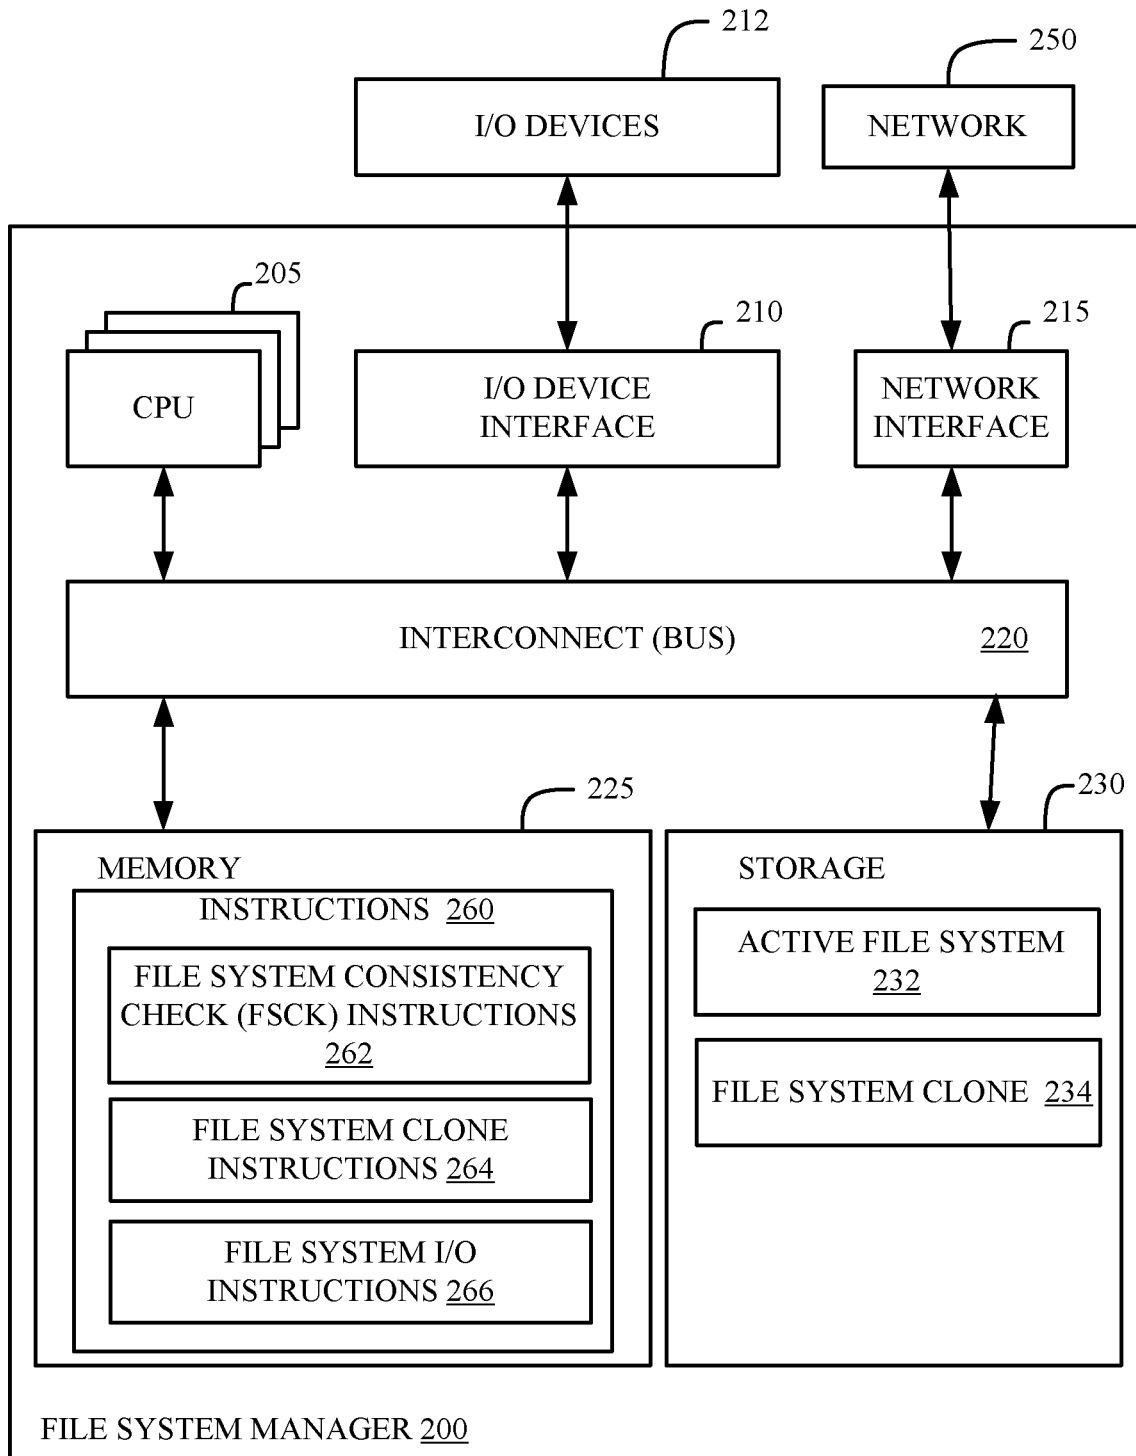 212
250
I/O DEVICES
NETWORK
205
210
215
CPU
I/O DEVICE
INTERFACE
NETWORK
INTERFACE
INTERCONNECT (BUS) 220
225
230
MEMORY
INSTRUCTIONS 260
FILE SYSTEM CONSISTENCY
CHECK (FSCK) INSTRUCTIONS
262
FILE SYSTEM CLONE
INSTRUCTIONS 264
FILE SYSTEM I/O
INSTRUCTIONS 266
STORAGE
ACTIVE FILE SYSTEM
232
FILE SYSTEM CLONE 234
FILE SYSTEM MANAGER 200